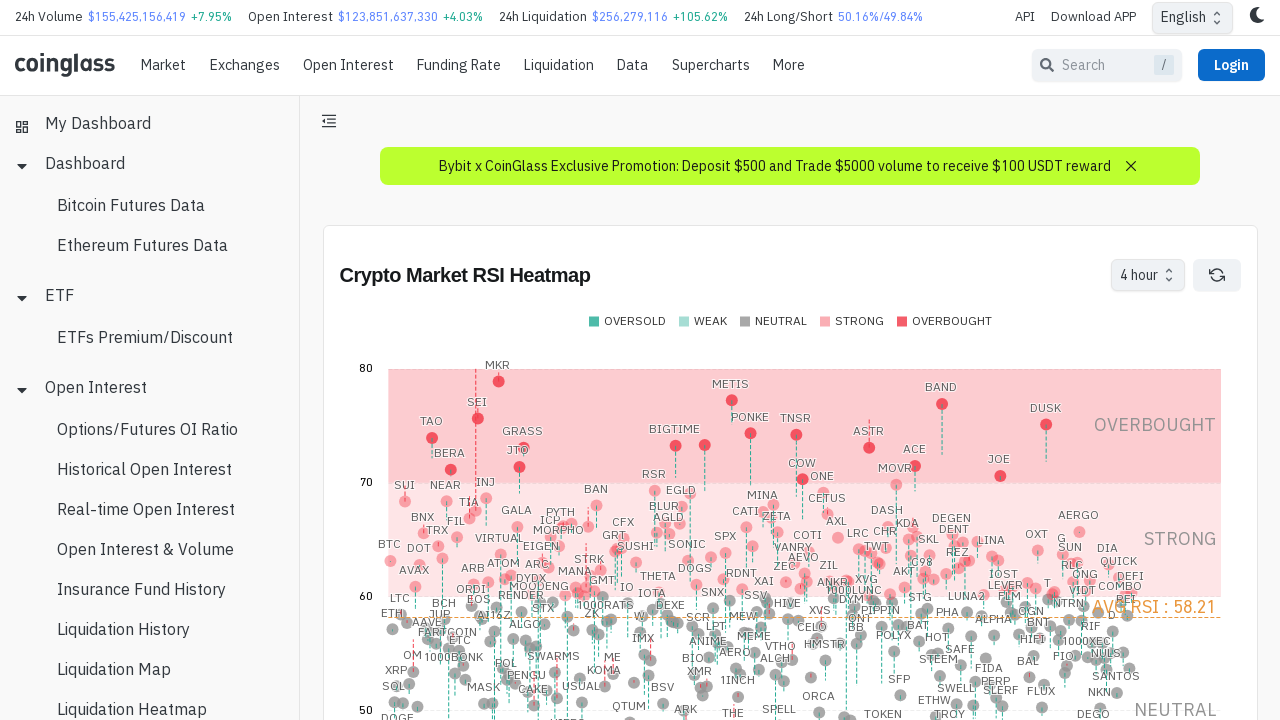 24h Volume $155,425,156,419 +7.95% Open Interest $123,851,637,330 +4.03% 24h Liquidation $256,279,116 +105.62% 24h Long/Short 50.16%/49.84% API Download APP English
coinglass Market Exchanges Open Interest Funding Rate Liquidation Data Supercharts More Search / Login
My Dashboard
Dashboard
Bitcoin Futures Data
Ethereum Futures Data
ETF
ETFs Premium/Discount
Open Interest
Options/Futures OI Ratio
Historical Open Interest
Real-time Open Interest
Open Interest & Volume
Insurance Fund History
Liquidation History
Liquidation Map
Liquidation Heatmap
Bybit x CoinGlass Exclusive Promotion: Deposit $500 and Trade $5000 volume to receive $100 USDT reward
Crypto Market RSI Heatmap 4 hour
OVERSOLD WEAK NEUTRAL STRONG OVERBOUGHT
80
MKR
METIS BAND
SEI DUSK
TAO BIGTIME PONKE TNSR OVERBOUGHT
GRASS ASTR
BERA JTO ACE
COW JOE
MOVR
RSR ONE
70
SUI NEAR INJ BAN EGLD
TIA MINA CETUS
GALA PYTH BLUR CATI DASH
BNX FIL ICP CFX AGLD ZETA AXL KDA DEGEN AERGO
TRX MORPHO DENT
VIRTUAL GRT SPX COTI LRC CHR SKL LINA OXT G STRONG
BTC DOT EIGEN SUSHI SONIC VANRY TWT REZ SUN DIA
AVAX ARB ATOM ARC STRK DOGS AEVO ZEC ZIL G98 RLC QUICK
DYDX MANA THETA RDNT XAI AKT IOST ONG DEFI
ORDI MOODENG GMT IO SNX ANKR XVG LEVER T VIDT COMBO
60
LTC BCH EOS RENDER 1000RATS IOTA SSV HIVE DYM 1000LUNC STG LUNA2 FLM NTRN PEP
AVG RSI : 58.21
ETH JUP AI16Z STX ZK W DEXE SCR MEW XVS ONT PIPPIN PHA ALPHA BGN D
AAVE FARTCOIN ALGO LPT CELO BB BAT BNT RIF
ETC IMX ANIME MEME HMSTR POLYX HOT HIFI 1000XEC
OM 1000BONK SWARMS ME BIO AERO VTHO SAFE PIO NULS
XRP POL KOMA XMR ALCH STEEM FIDA BAL SANTOS
SOL MASK PENGU CAKE USUAL BSV 1INCH SFP SWELL PERP SLERF FLUX NKN
QTUM ARK ORCA ETHW
DOGE THE SPELL TOKEN TROY DEGO NEUTRAL
50